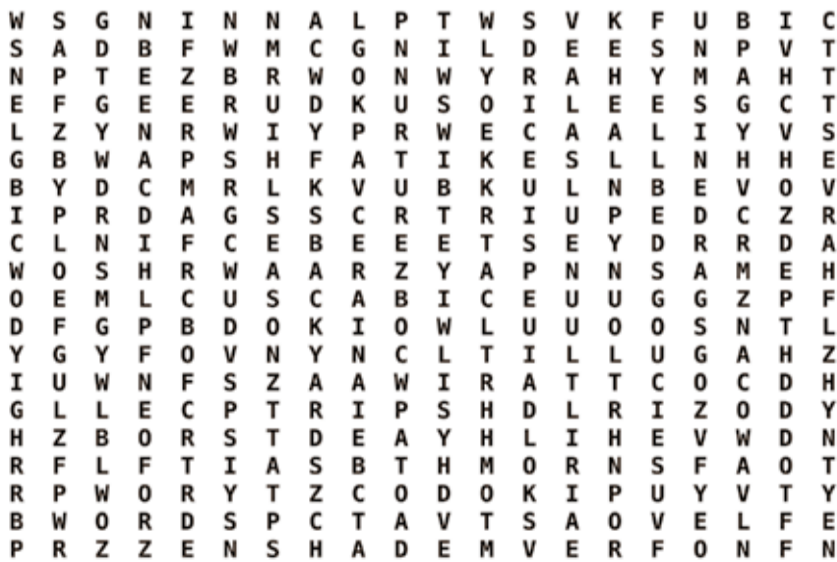 W S G N I N N A L P T W S V K F U B I C
S A D B F W M C G N I L D E E S N P V T
N P T E Z B R W O N W Y R A H Y M A H T
E F G E E R U D K U S O I L E E S G C T
L Z Y N R W I Y P R W E C A A L I Y V S
G B W A P S H F A T I K E S L L N H H E
B Y D C M R L K V U B K U L N B E V O V
I P R D A G S S C R T R I U P E D C Z R
C L N I F C E B E E E T S E Y D R R D A
W O S H R W A A R Z Y A P N N S A M E H
O E M L C U S C A B I C E U U G G Z P F
D F G P B D O K I O W L U U O O S N T L
Y G Y F O V N Y N C L T I L L U G A H Z
I U W N F S Z A A W I R A T T C O C D H
G L L E C P T R I P S H D L R I Z O D Y
H Z B O R S T D E A Y H L I H E V W D N
R F L F T I A S B T H M O R N S F A O T
R P W O R Y T Z C O D O K I P U Y V T Y
B W O R D S P C T A V T S A O V E L F E
P R Z Z E N S H A D E M V E R F O N F N